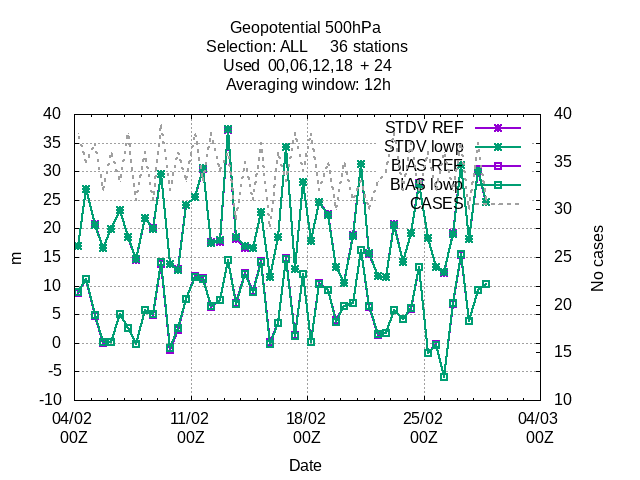 Geopotential 500hPa
Selection: ALL 36 stations
Used 00,06,12,18 + 24
Averaging window: 12h
40 40
35 35
30 30
25 25
20 20
15 15
10 10
5
0
-5
-10
STDV REF
STDV lowp
BIAS REF
BIAS lowp
CASES
m
No cases
04/02 11/02 18/02 25/02 04/03
00Z 00Z 00Z 00Z 00Z
Date